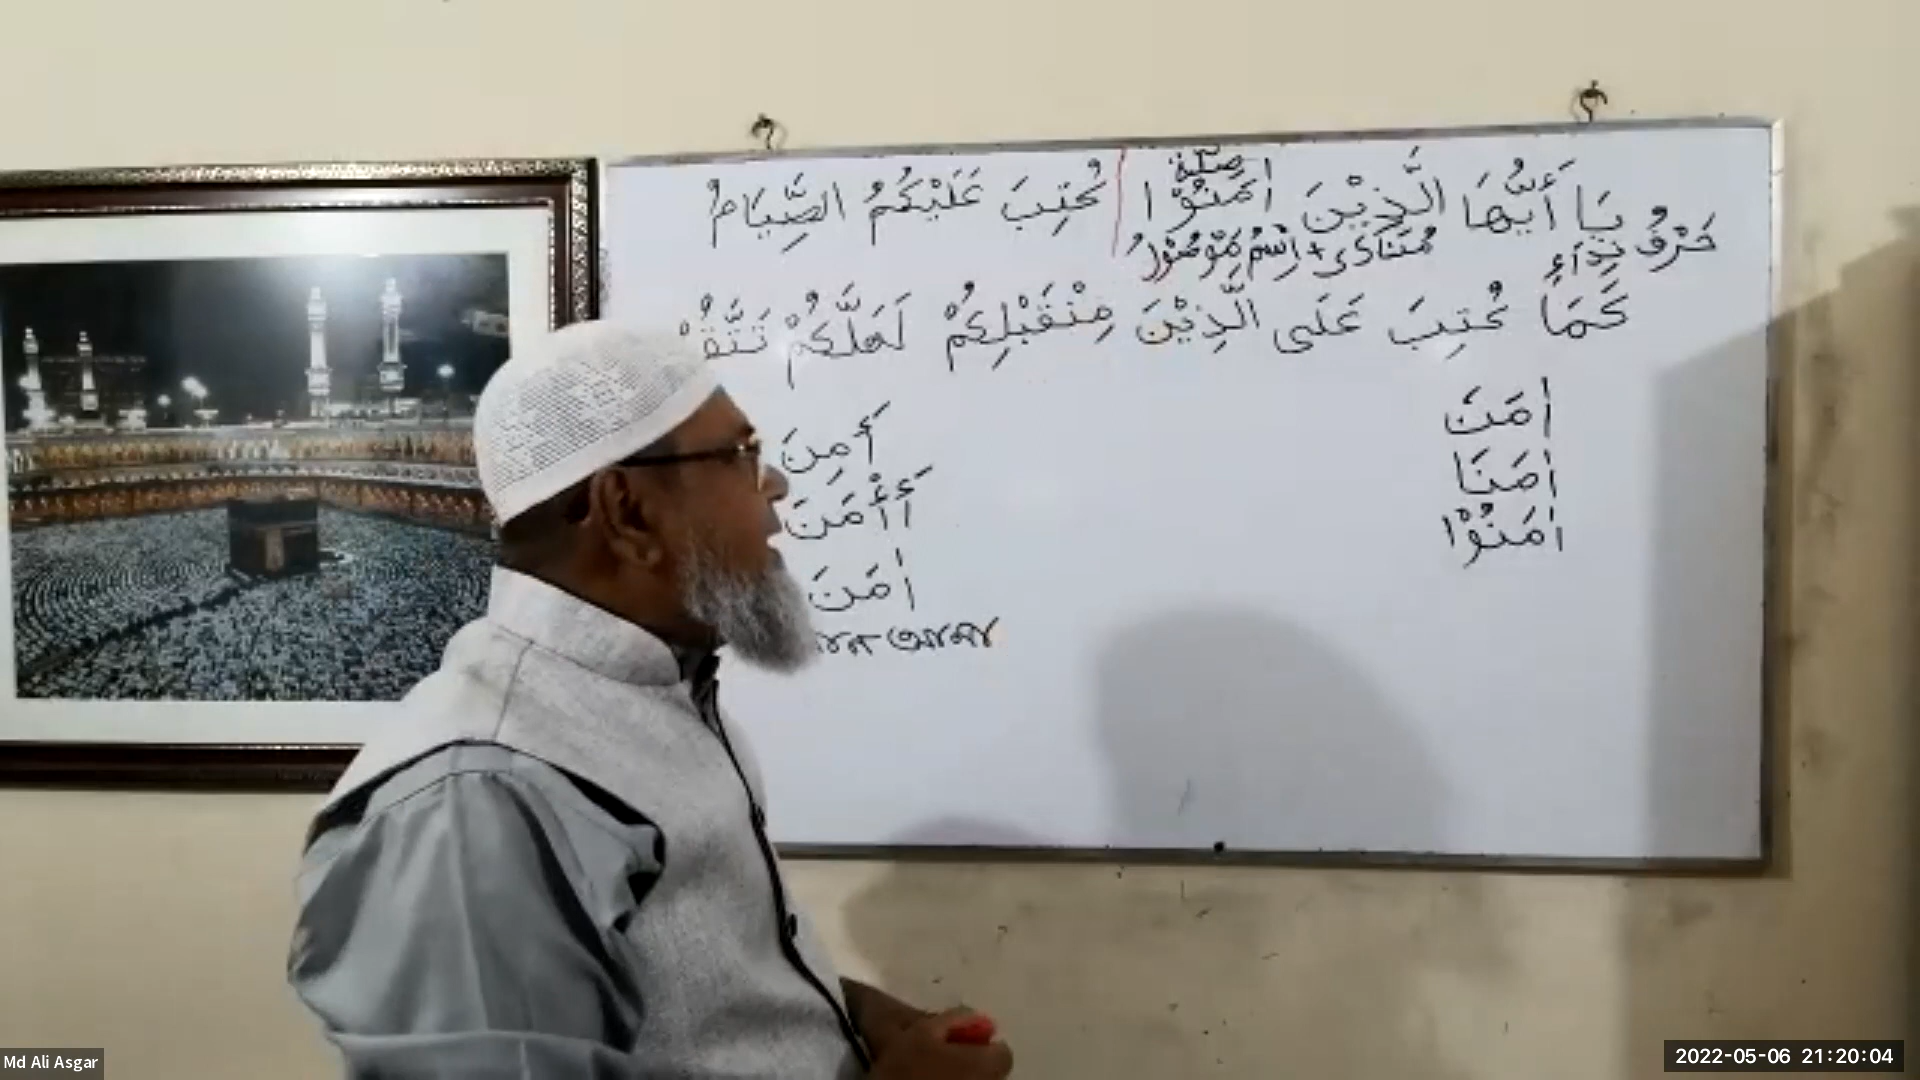 يَا أَيُّهَا الَّذِيْنَ اٰمَنُوْا كُتِبَ عَلَيْكُمُ الصِّيَامُ
صِلَة
حَرْفُ نِدَاءٍ مُنَادٰى + اِسْمُ مَوْصُوْلُ
كَمَا كُتِبَ عَلَى الَّذِيْنَ مِنْقَبْلِكُمْ لَعَلَّكُمْ
اٰمَنَ
اٰمَنَا
اٰمَنُوْا
أَمِنَ
أَأْمَنَ
اٰمَنَ
Md Ali Asgar
2022-05-06 21:20:04